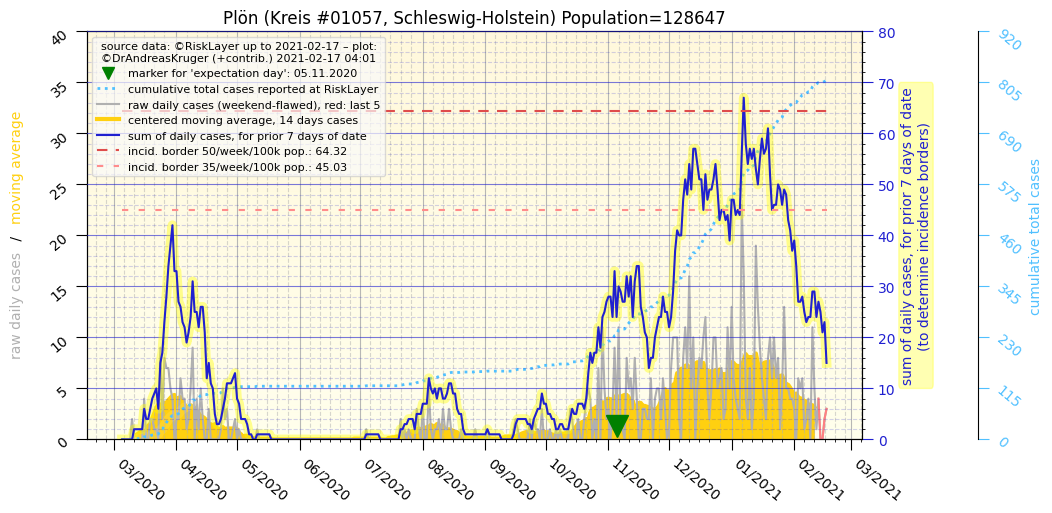 Plön (Kreis #01057, Schleswig-Holstein) Population=128647
source data: ©RiskLayer up to 2021-02-17 – plot:
©DrAndreasKruger (+contrib.) 2021-02-17 04:01
marker for 'expectation day': 05.11.2020
cumulative total cases reported at RiskLayer
raw daily cases (weekend-flawed), red: last 5
centered moving average, 14 days cases
sum of daily cases, for prior 7 days of date
incid. border 50/week/100k pop.: 64.32
incid. border 35/week/100k pop.: 45.03
raw daily cases / moving average
40
35
30
25
20
15
10
5
0
03/2020
04/2020
05/2020
06/2020
07/2020
08/2020
09/2020
10/2020
11/2020
12/2020
01/2021
02/2021
03/2021
80
70
60
50
40
30
20
10
0
sum of daily cases, for prior 7 days of date
(to determine incidence borders)
920
805
690
575
460
345
230
115
0
cumulative total cases